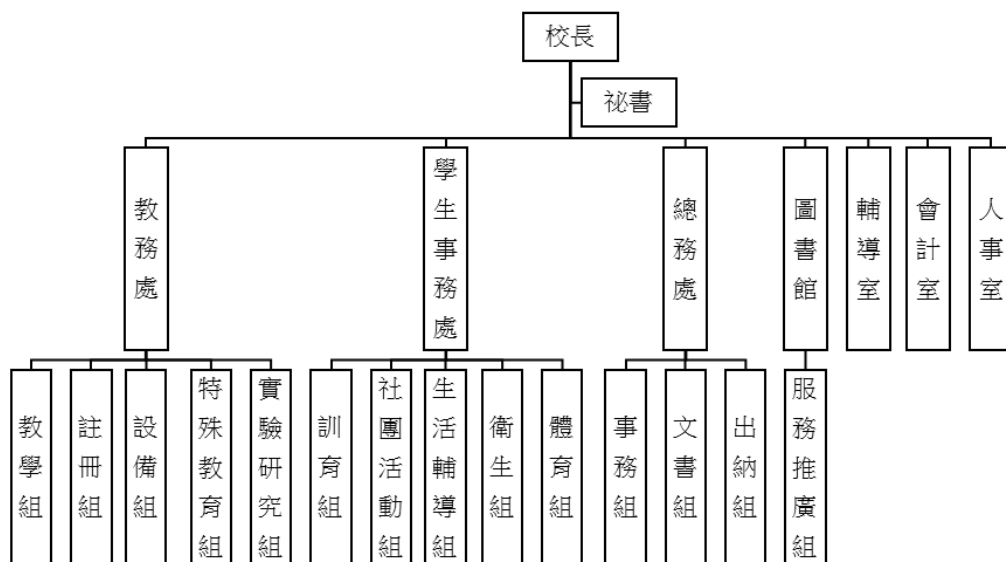 校長
祕書
教務處
學生事務處
總務處
圖書館
輔導室
會計室
人事室
教學組
註冊組
設備組
特殊教育組
實驗研究組
訓育組
社團活動組
生活輔導組
衛生組
體育組
事務組
文書組
出納組
服務推廣組